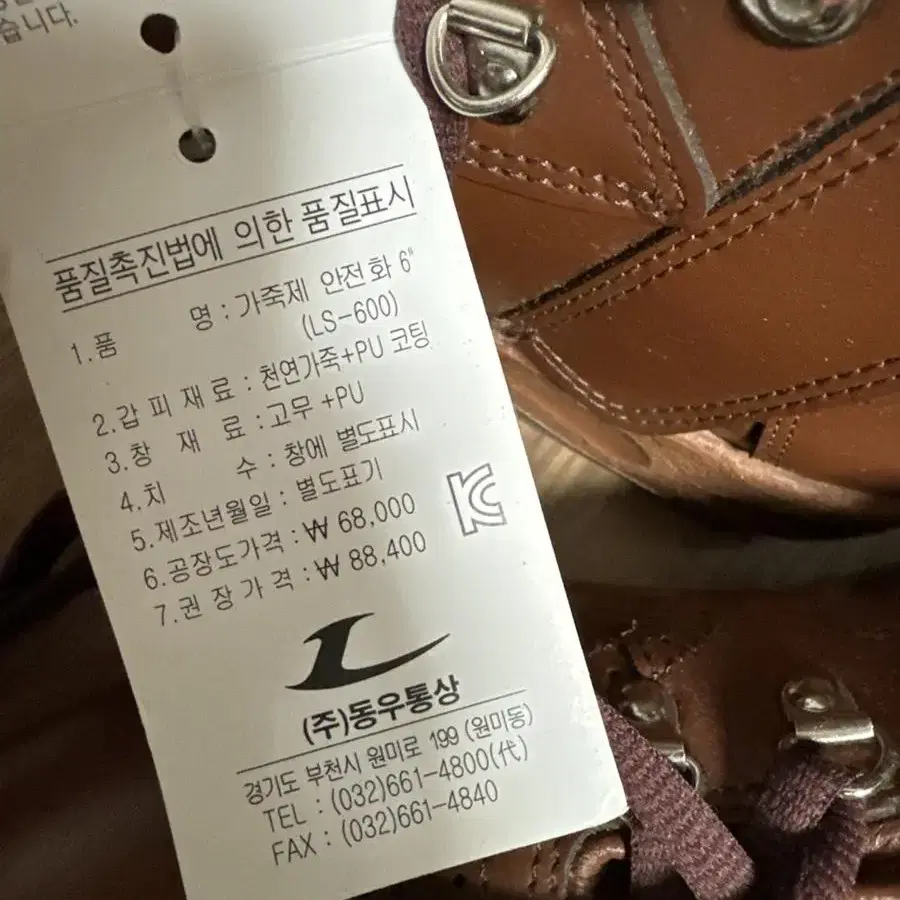 습니다.
품질촉진법에 의한 품질표시
1.품 명 : 가죽제 안전화 6"
(LS-600)
2.갑 피 재 료 : 천연가죽+PU 코팅
3.창 재 료 : 고무 +PU
4.치 수 : 창에 별도표시
5.제조년월일 : 별도표기
6.공장도가격 : ₩ 68,000
7.권 장 가 격 : ₩ 88,400
KC
(주)동우통상
경기도 부천시 원미로 199 (원미동)
TEL : (032)661-4800(代)
FAX : (032)661-4840